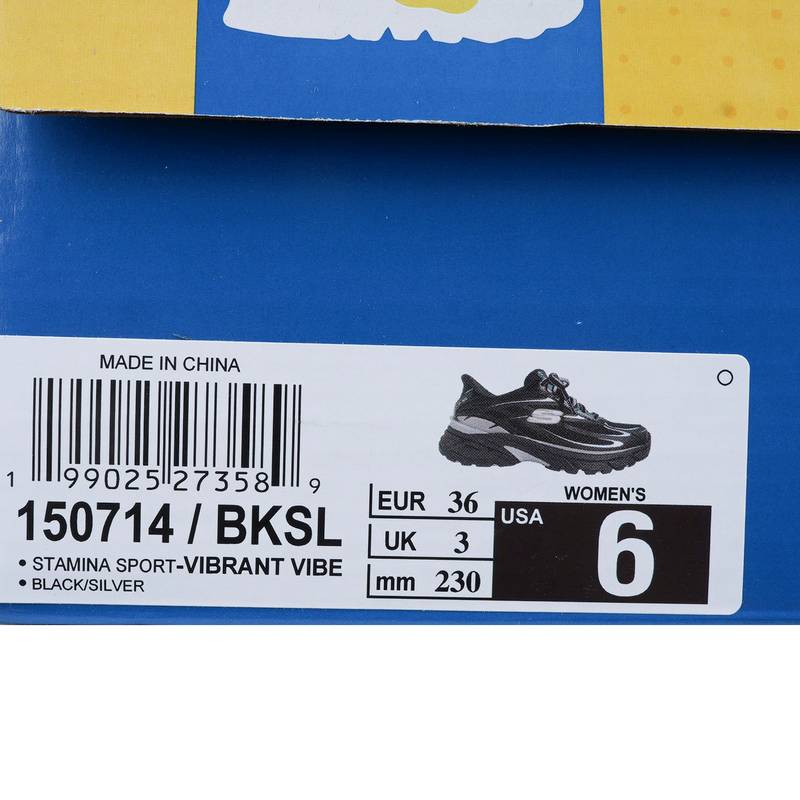 MADE IN CHINA
1 99025 27358 9
150714 / BKSL
• STAMINA SPORT-VIBRANT VIBE
• BLACK/SILVER
EUR 36
UK 3
mm 230
WOMEN'S
USA 6